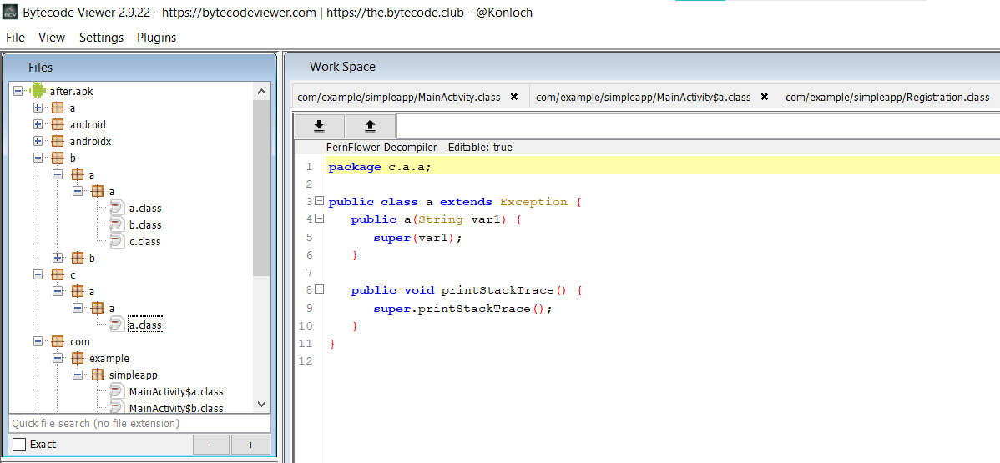 Bytecode Viewer 2.9.22 - https://bytecodeviewer.com | https://the.bytecode.club - @Konloch
File View Settings Plugins
Files
after.apk
a
android
androidx
b
a
a
a.class
b.class
c.class
b
c
a
a
a.class
com
example
simpleapp
MainActivity$a.class
MainActivity$b.class
Quick file search (no file extension)
Exact
- +
Work Space
com/example/simpleapp/MainActivity.class com/example/simpleapp/MainActivity$a.class com/example/simpleapp/Registration.class
FernFlower Decompiler - Editable: true
1 package c.a.a;
2
3 public class a extends Exception {
4 public a(String var1) {
5 super(var1);
6 }
7
8 public void printStackTrace() {
9 super.printStackTrace();
10 }
11 }
12